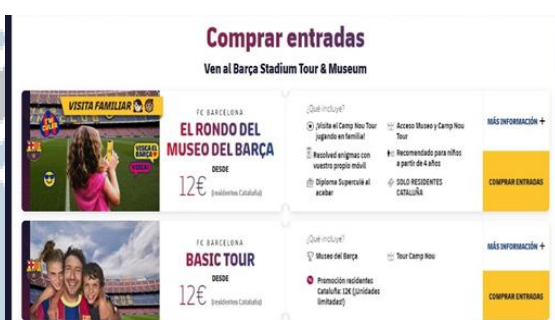 Comprar entradas
Ven al Barça Stadium Tour & Museum
VISITA FAMILIAR
VISCA EL
BARÇA
FC BARCELONA
EL RONDO DEL
MUSEO DEL BARÇA
DESDE
12€ (residentes Cataluña)
¿Qué incluye?
¡Visita el Camp Nou Tour
jugando en familia!
Resolved enigmas con
vuestro propio móvil
Diploma Superculé al
acabar
Acceso Museo y Camp Nou
Tour
Recomendado para niños
a partir de 4 años
SOLO RESIDENTES
CATALUÑA
MÁS INFORMACIÓN +
COMPRAR ENTRADAS
FC BARCELONA
BASIC TOUR
DESDE
12€ (residentes Cataluña)
¿Qué incluye?
Museo del Barça
Tour Camp Nou
Promoción residentes
Cataluña: 12€ (¡Unidades
limitadas!)
MÁS INFORMACIÓN +
COMPRAR ENTRADAS